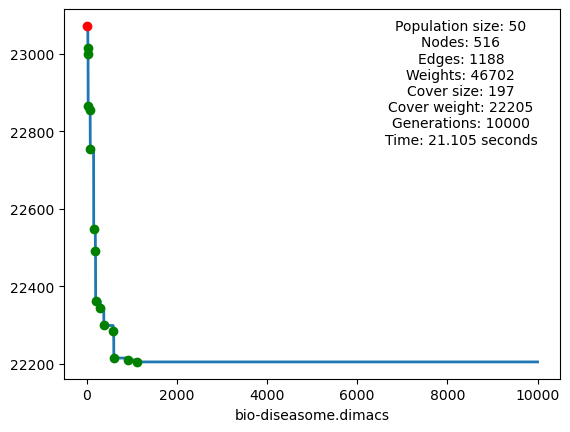 Population size: 50
Nodes: 516
Edges: 1188
Weights: 46702
Cover size: 197
Cover weight: 22205
Generations: 10000
Time: 21.105 seconds
23000
22800
22600
22400
22200
0 2000 4000 6000 8000 10000
bio-diseasome.dimacs